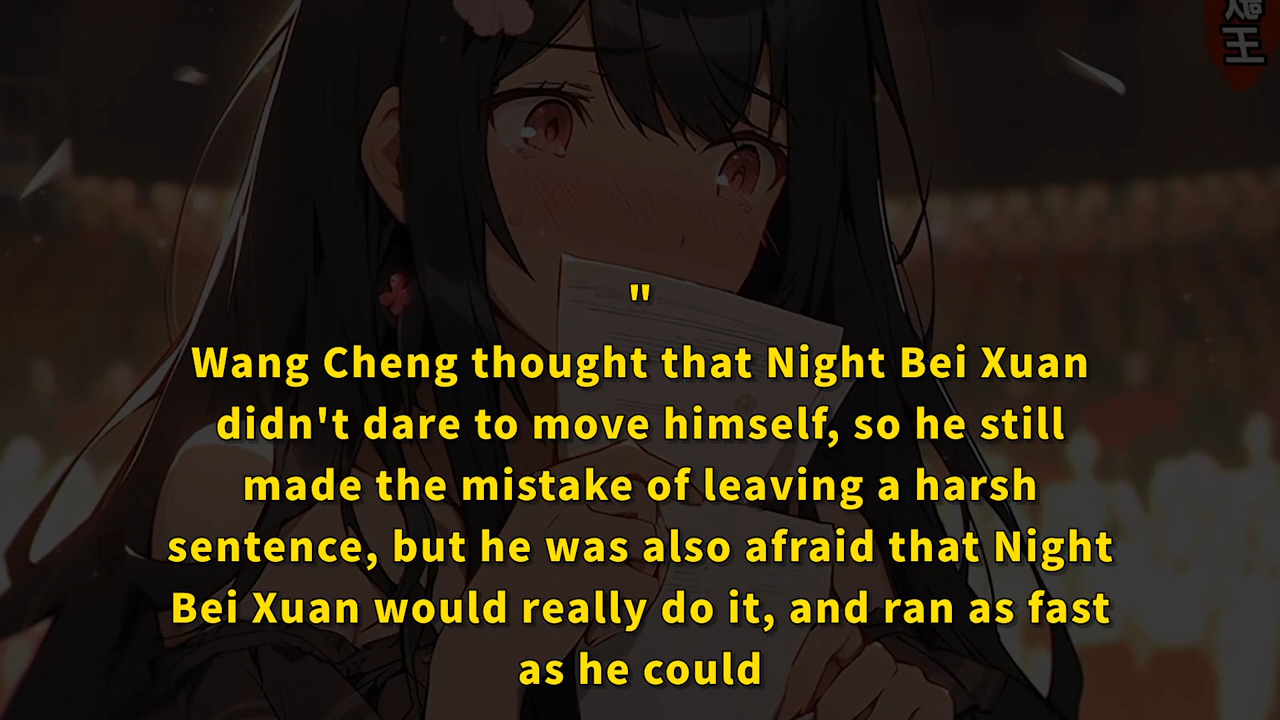 "
Wang Cheng thought that Night Bei Xuan
didn't dare to move himself, so he still
made the mistake of leaving a harsh
sentence, but he was also afraid that Night
Bei Xuan would really do it, and ran as fast
as he could
王